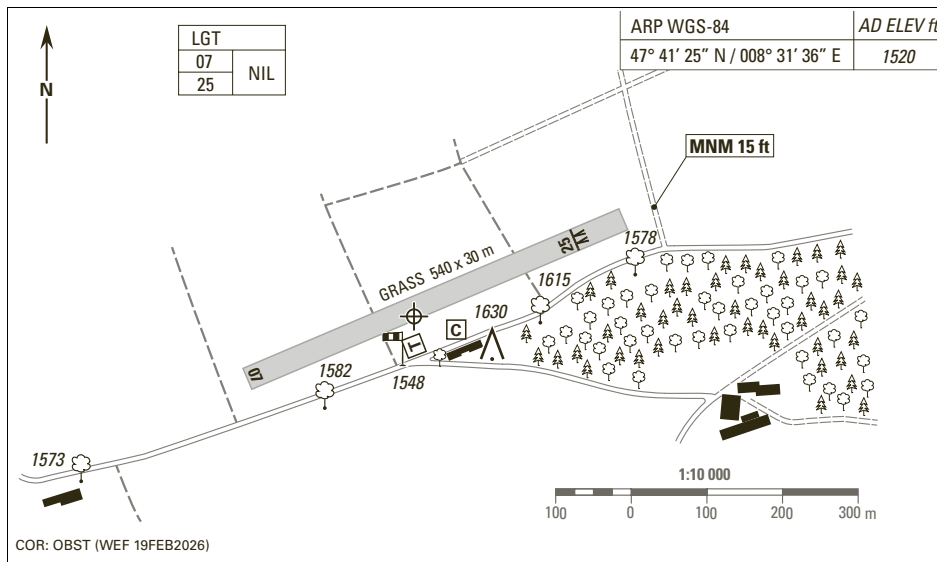 LGT
07
NIL
25
N
ARP WGS-84
AD ELEV ft
47° 41' 25" N / 008° 31' 36" E
1520
MNM 15 ft
1578
25
GRASS 540 x 30 m
1615
1630
C
T
07
1582
1548
1573
1:10 000
100 0 100 200 300 m
COR: OBST (WEF 19FEB2026)